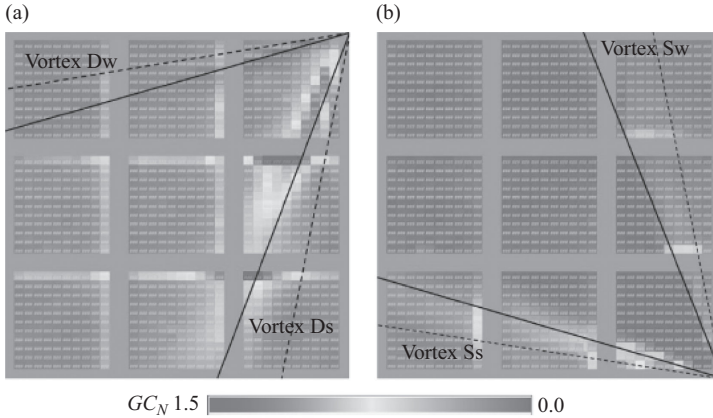 (a)
(b)
Vortex Dw
Vortex Sw
Vortex Ds
Vortex Ss
GC_N 1.5
0.0